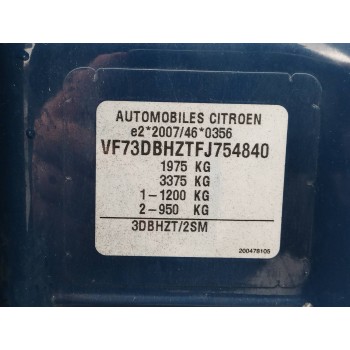 AUTOMOBILES CITROEN
e2*2007/46*0356
VF73DBHZTFJ754840
1975 KG
3375 KG
1-1200 KG
2-950 KG
3DBHZT/2SM
200478105